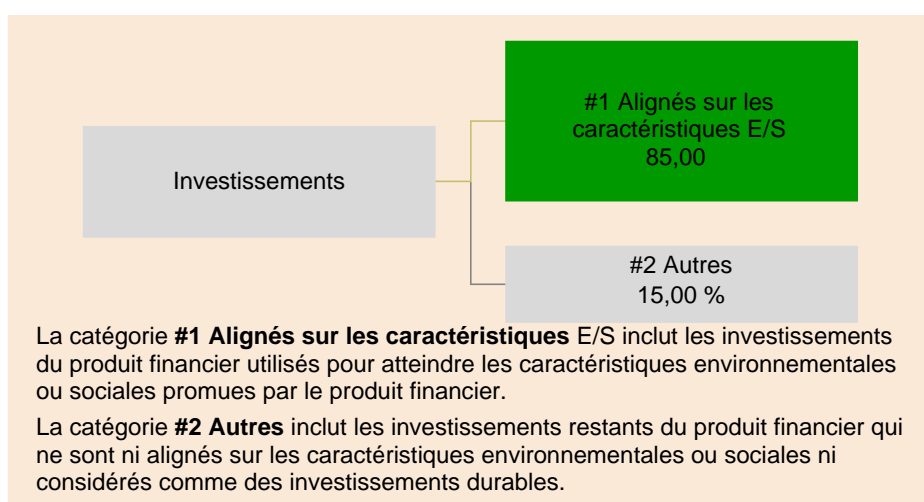 #1 Alignés sur les
caractéristiques E/S
85,00
Investissements
#2 Autres
15,00 %
La catégorie #1 Alignés sur les caractéristiques E/S inclut les investissements
du produit financier utilisés pour atteindre les caractéristiques environnementales
ou sociales promues par le produit financier.
La catégorie #2 Autres inclut les investissements restants du produit financier qui
ne sont ni alignés sur les caractéristiques environnementales ou sociales ni
considérés comme des investissements durables.